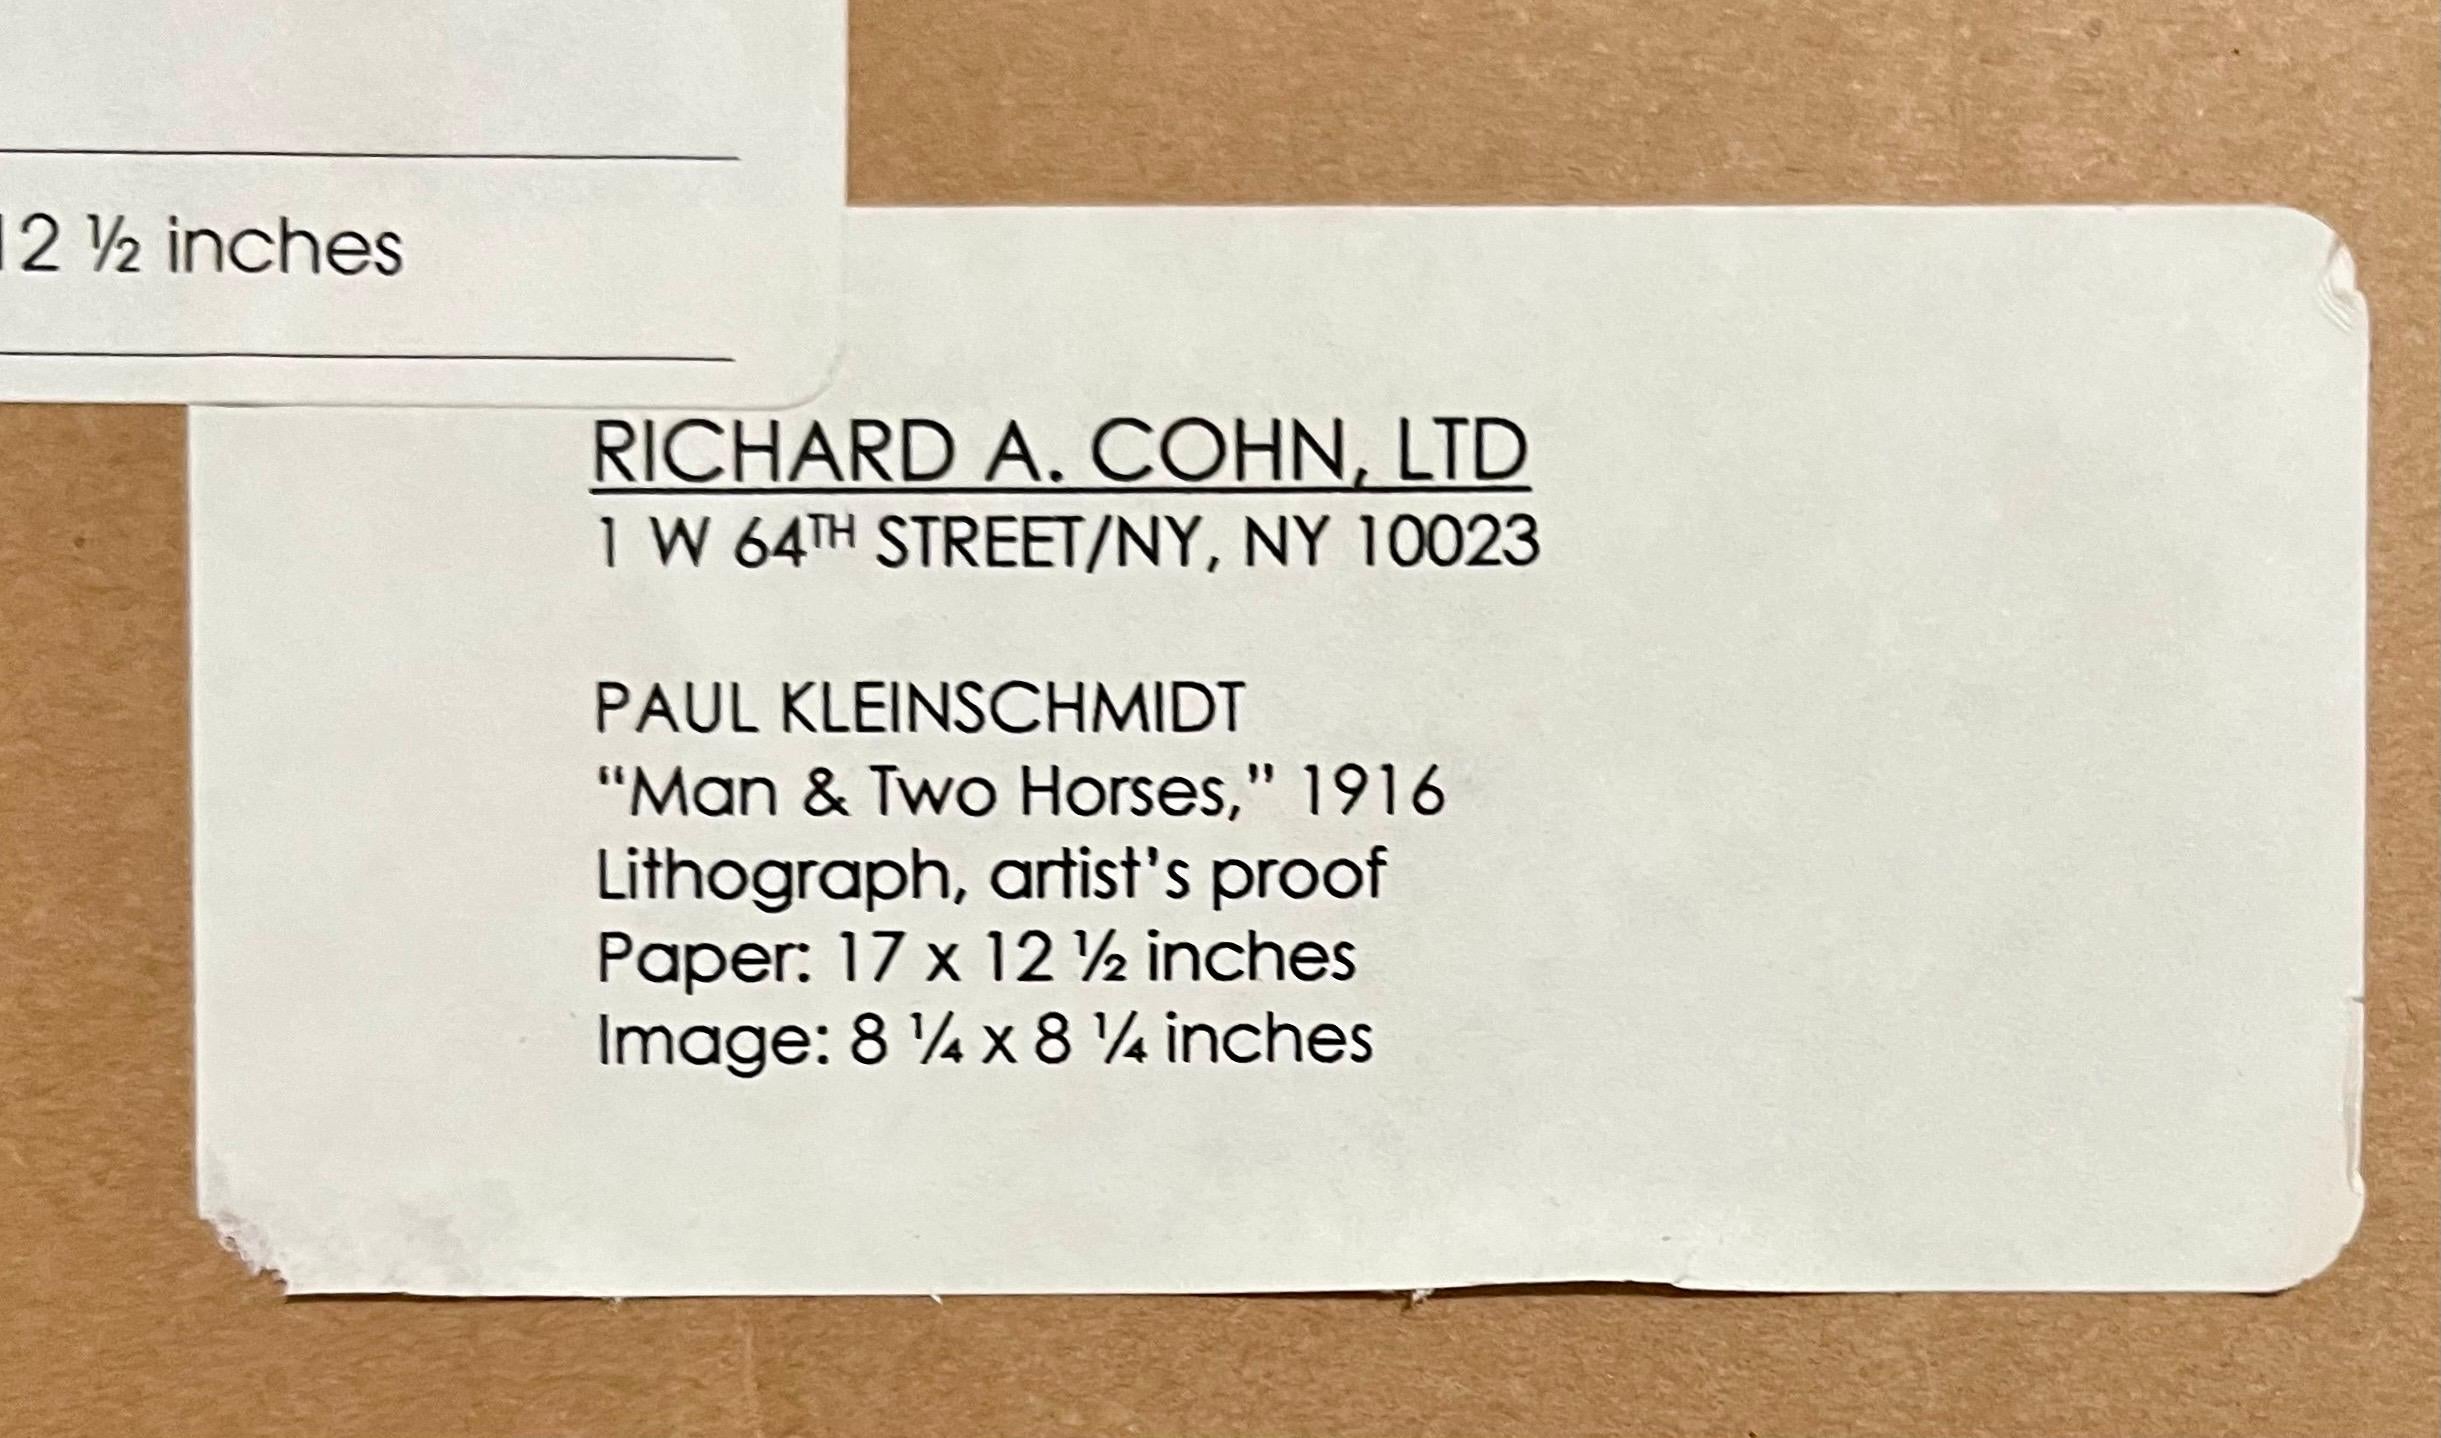 12 ½ inches
RICHARD A. COHN, LTD
1 W 64TH STREET/NY, NY 10023
PAUL KLEINSCHMIDT
“Man & Two Horses,” 1916
Lithograph, artist's proof
Paper: 17 x 12 ½ inches
Image: 8 ¼ x 8 ¼ inches